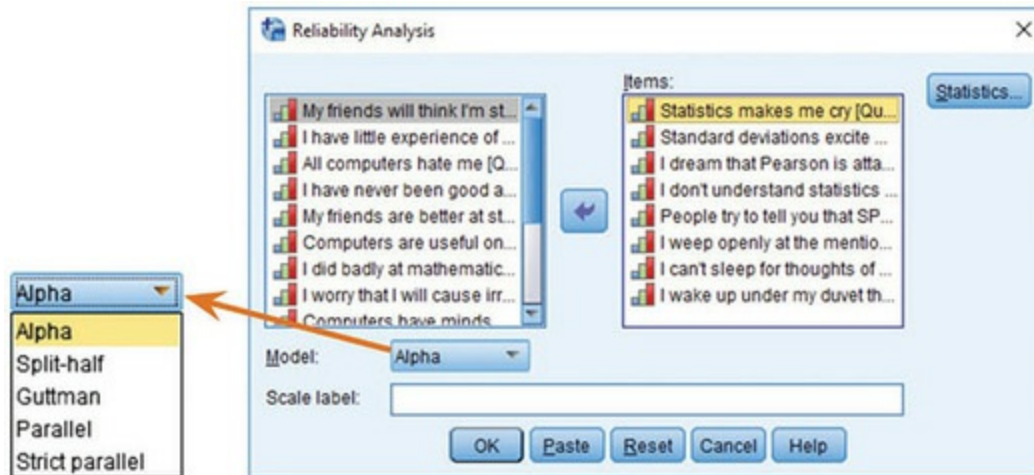 Reliability Analysis
Items:
Statistics...
My friends will think I'm st...
I have little experience of ...
All computers hate me [Q...
I have never been good a...
My friends are better at st...
Computers are useful on...
I did badly at mathematic...
I worry that I will cause irr...
Computers have minds
Statistics makes me cry [Qu...
Standard deviations excite ...
I dream that Pearson is atta...
I don't understand statistics ...
People try to tell you that SP...
I weep openly at the mentio...
I can't sleep for thoughts of ...
I wake up under my duvet th...
Model:
Alpha
Scale label:
OK
Paste
Reset
Cancel
Help
Alpha
Alpha
Split-half
Guttman
Parallel
Strict parallel